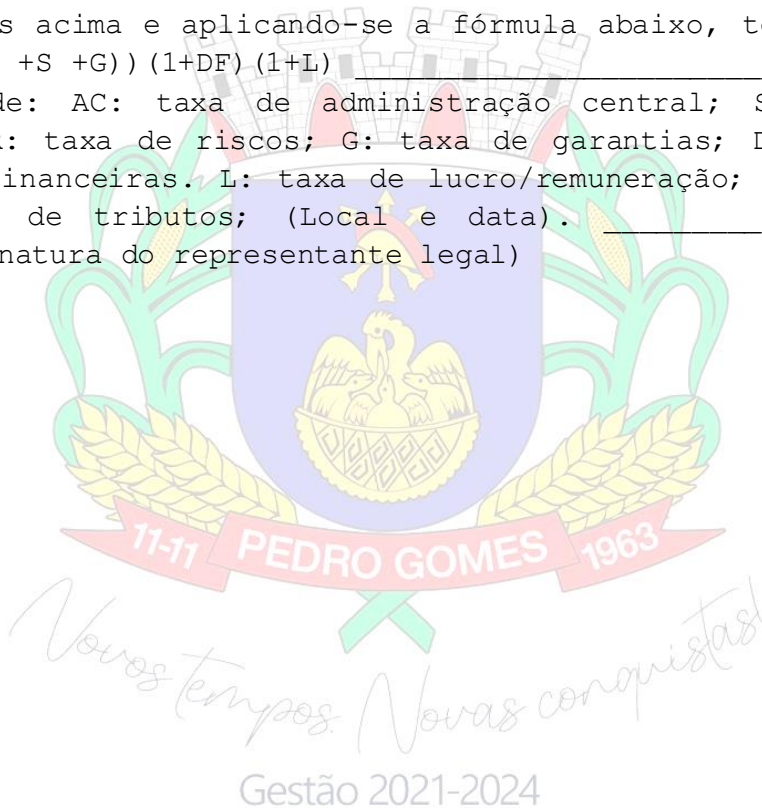 s acima e aplicando-se a fórmula abaixo, te
+S +G))(1+DF)(1+L) ____________________________
de: AC: taxa de administração central; S
: taxa de riscos; G: taxa de garantias; D
inanceiras. L: taxa de lucro/remuneração;
de tributos; (Local e data). ___________
natura do representante legal)
11-11 PEDRO GOMES 1963
Novos tempos. Novas conquistas!
Gestão 2021-2024